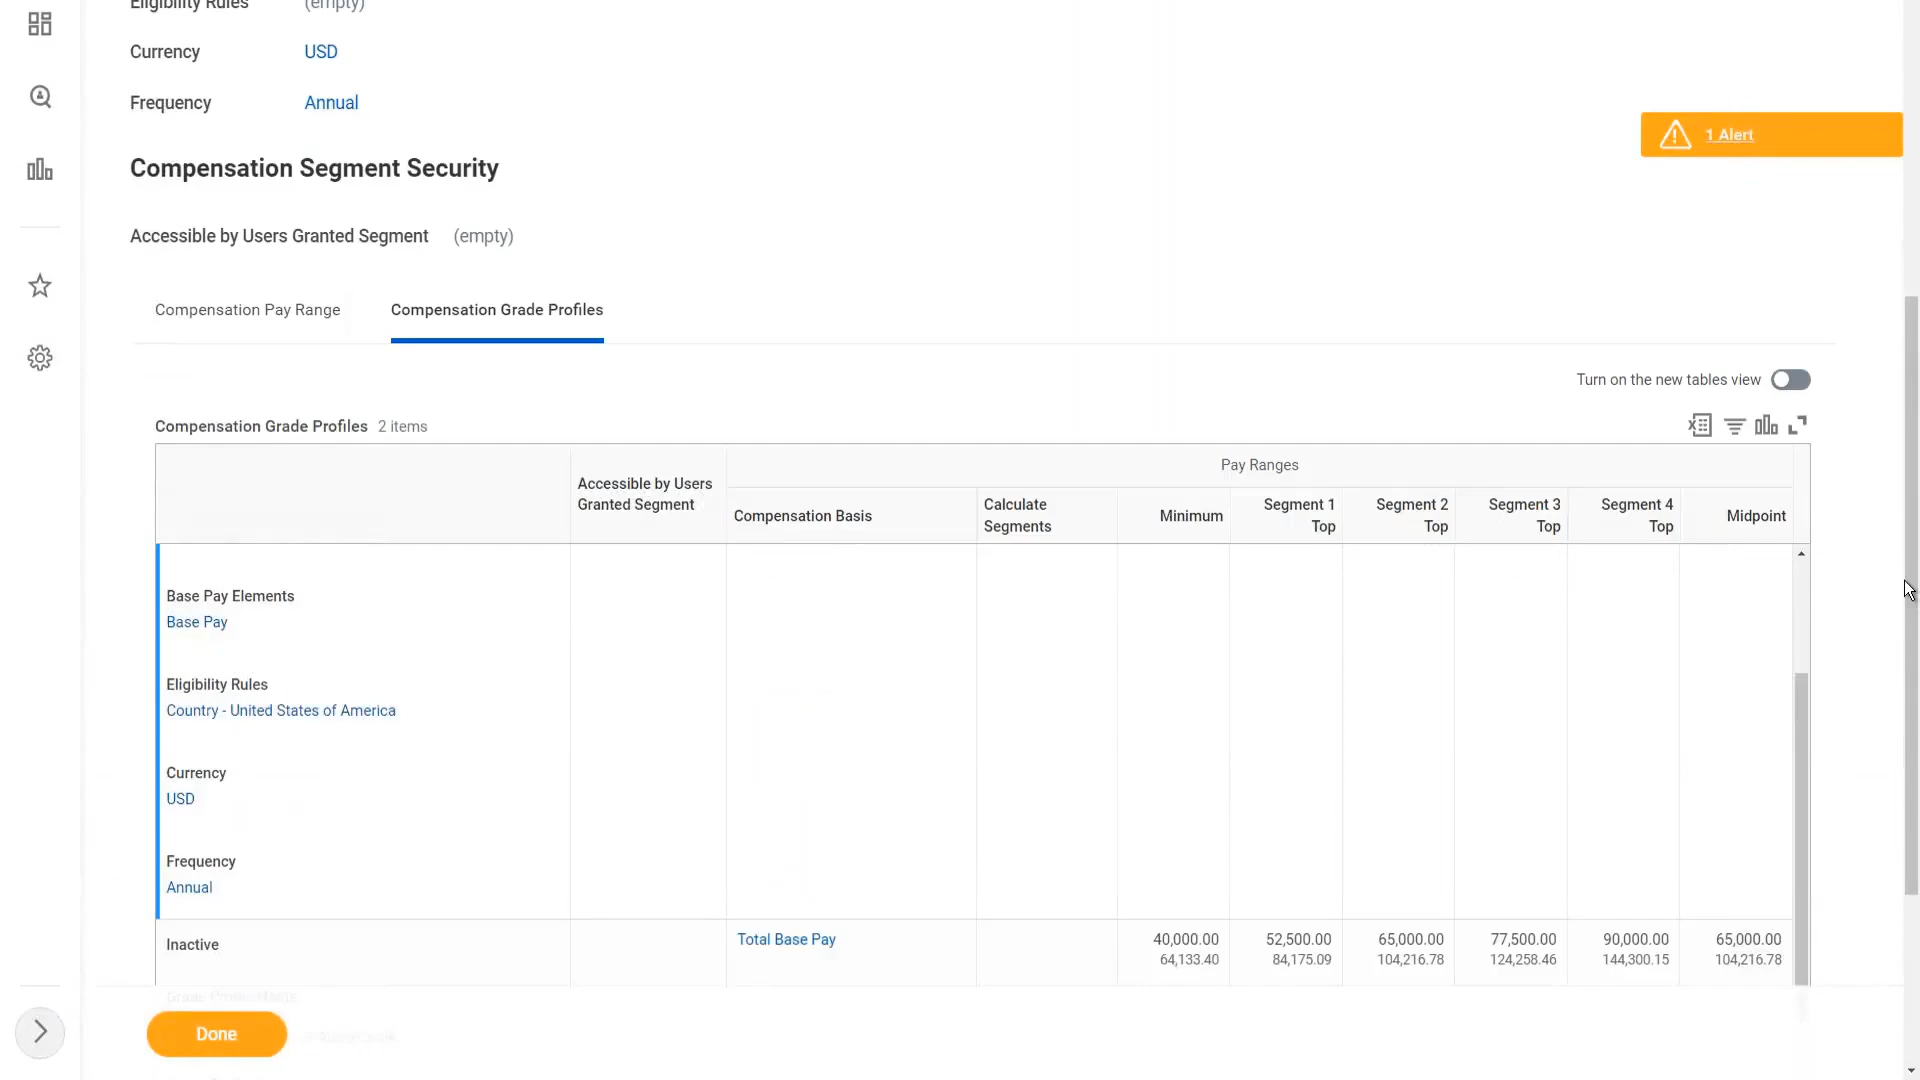 Eligibility Rules (empty)
Currency USD
Frequency Annual
1 Alert
Compensation Segment Security
Accessible by Users Granted Segment (empty)
Compensation Pay Range Compensation Grade Profiles
Turn on the new tables view
Compensation Grade Profiles 2 items
Pay Ranges
Accessible by Users
Granted Segment
Compensation Basis
Calculate
Segments
Minimum
Segment 1
Top
Segment 2
Top
Segment 3
Top
Segment 4
Top
Midpoint
Base Pay Elements
Base Pay
Eligibility Rules
Country - United States of America
Currency
USD
Frequency
Annual
Inactive Total Base Pay 40,000.00 52,500.00 65,000.00 77,500.00 90,000.00 65,000.00
64,133.40 84,175.09 104,216.78 124,258.46 144,300.15 104,216.78
Done